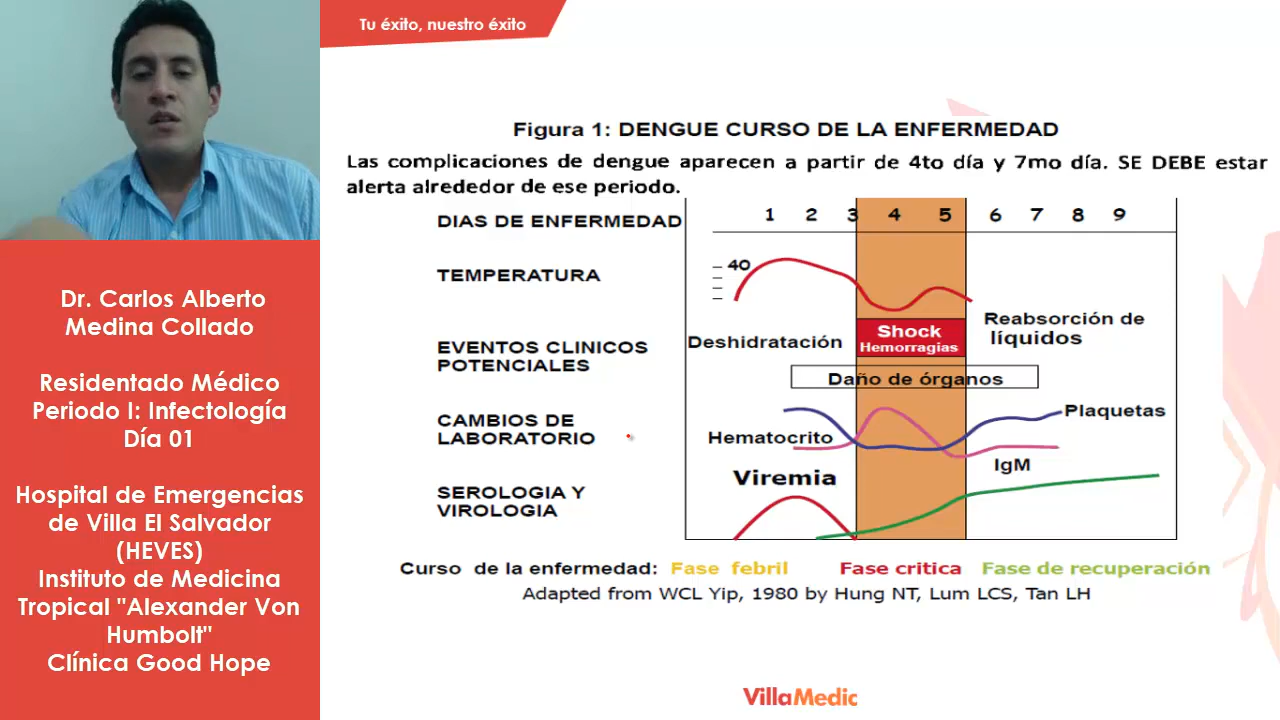 Tu éxito, nuestro éxito
Dr. Carlos Alberto
Medina Collado
Residentado Médico
Periodo I: Infectología
Día 01
Hospital de Emergencias
de Villa El Salvador
(HEVES)
Instituto de Medicina
Tropical "Alexander Von
Humbolt"
Clínica Good Hope
Figura 1: DENGUE CURSO DE LA ENFERMEDAD
Las complicaciones de dengue aparecen a partir de 4to día y 7mo día. SE DEBE estar
alerta alrededor de ese periodo.
DIAS DE ENFERMEDAD
1 2 3 4 5 6 7 8 9
TEMPERATURA
40
EVENTOS CLINICOS
POTENCIALES
Deshidratación
Shock
Hemorragias
Reabsorción de
líquidos
Daño de órganos
CAMBIOS DE
LABORATORIO
Hematocrito
Plaquetas
SEROLOGIA Y
VIROLOGIA
Viremia
IgM
Curso de la enfermedad: Fase febril Fase critica Fase de recuperación
Adapted from WCL Yip, 1980 by Hung NT, Lum LCS, Tan LH
VillaMedic